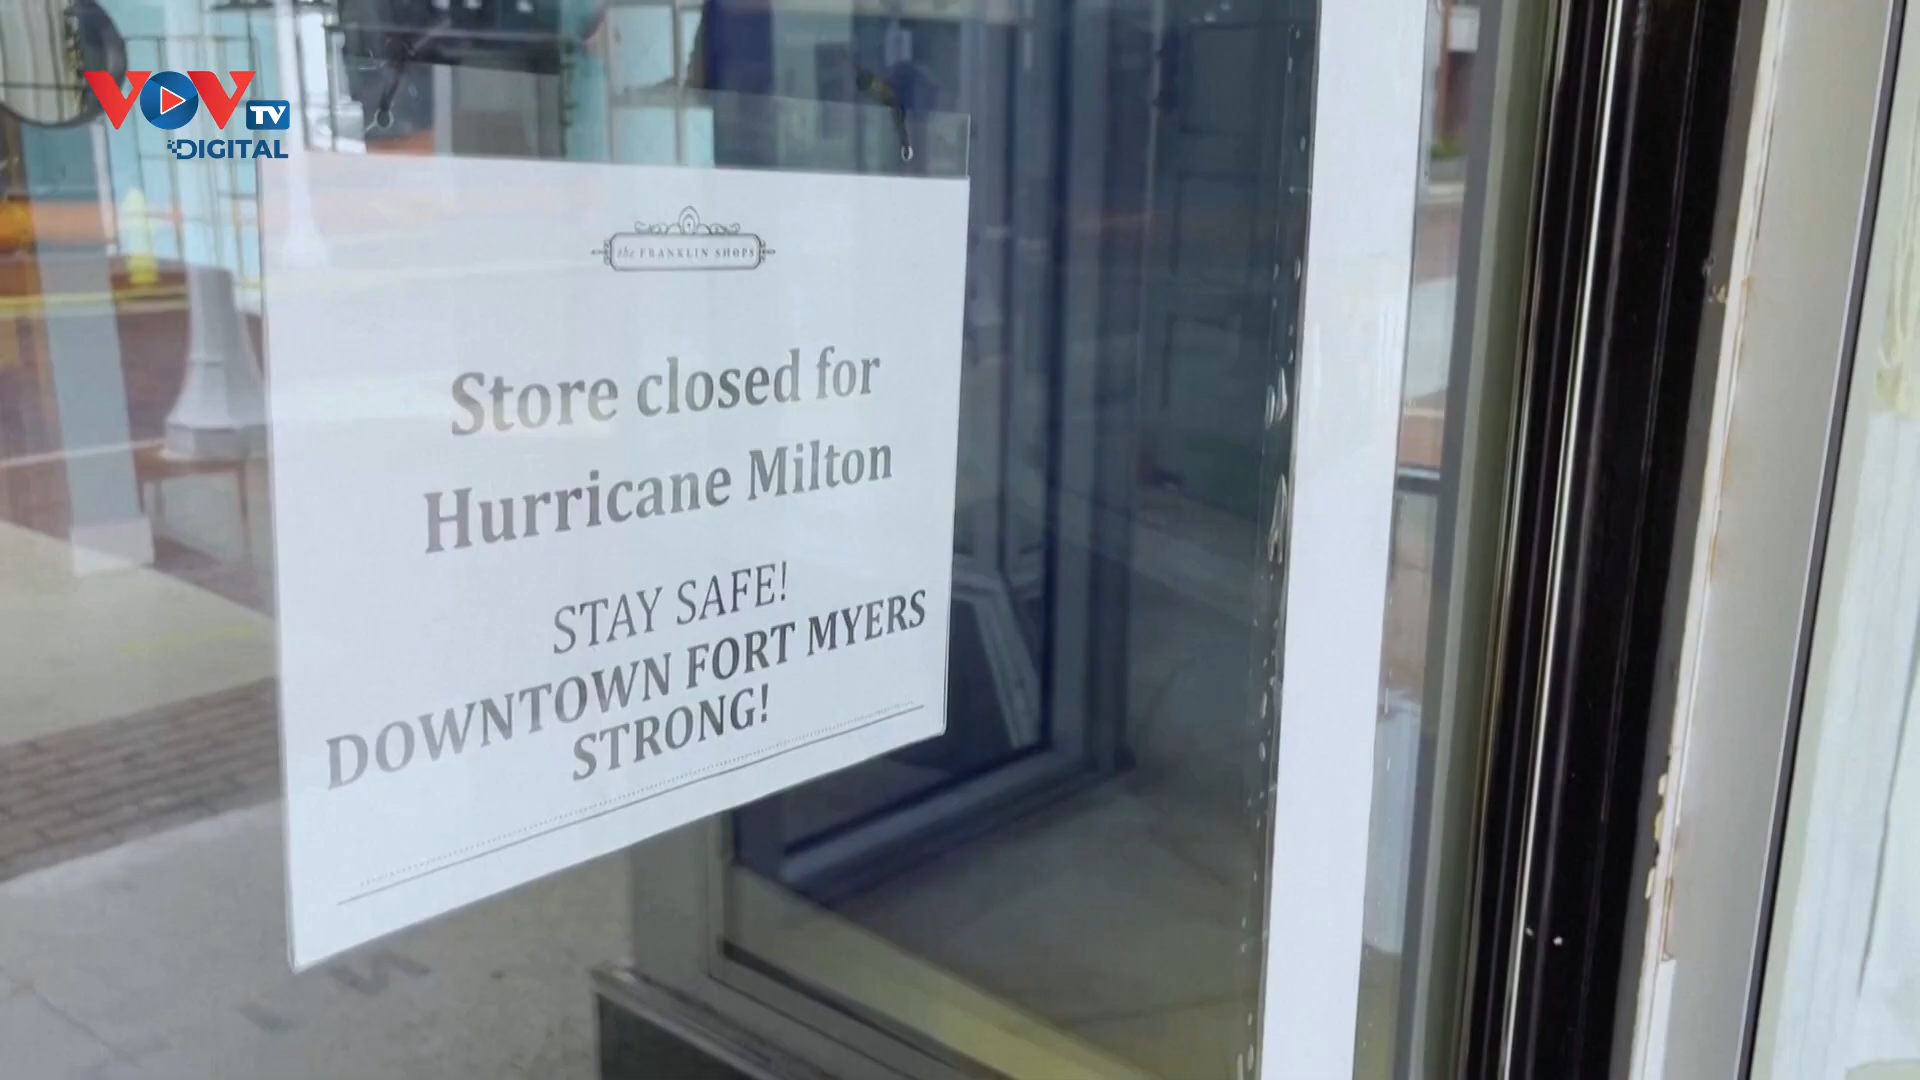 VOV TV
DIGITAL
the FRANKLIN SHOPS
Store closed for
Hurricane Milton
STAY SAFE!
DOWNTOWN FORT MYERS
STRONG!